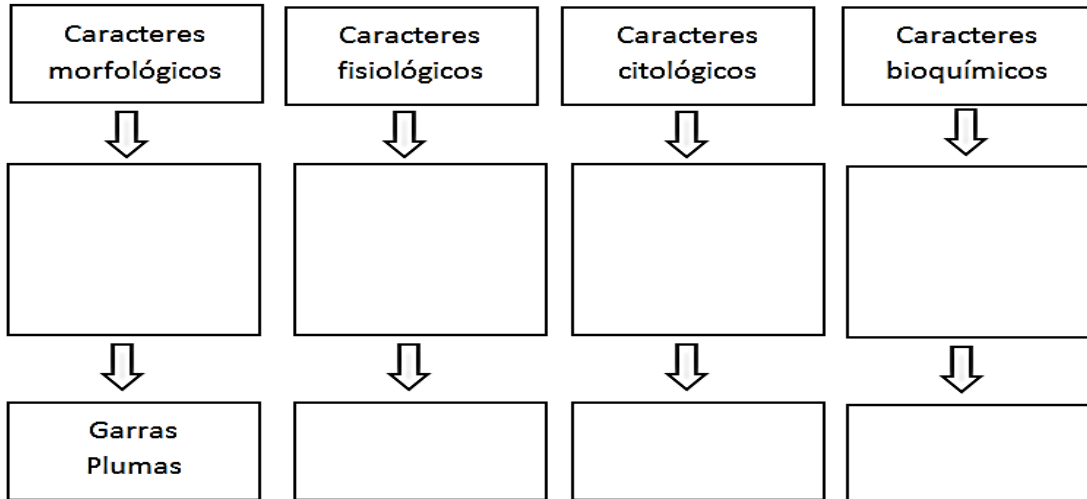 Caracteres
morfológicos
Caracteres
fisiológicos
Caracteres
citológicos
Caracteres
bioquímicos
Garras
Plumas